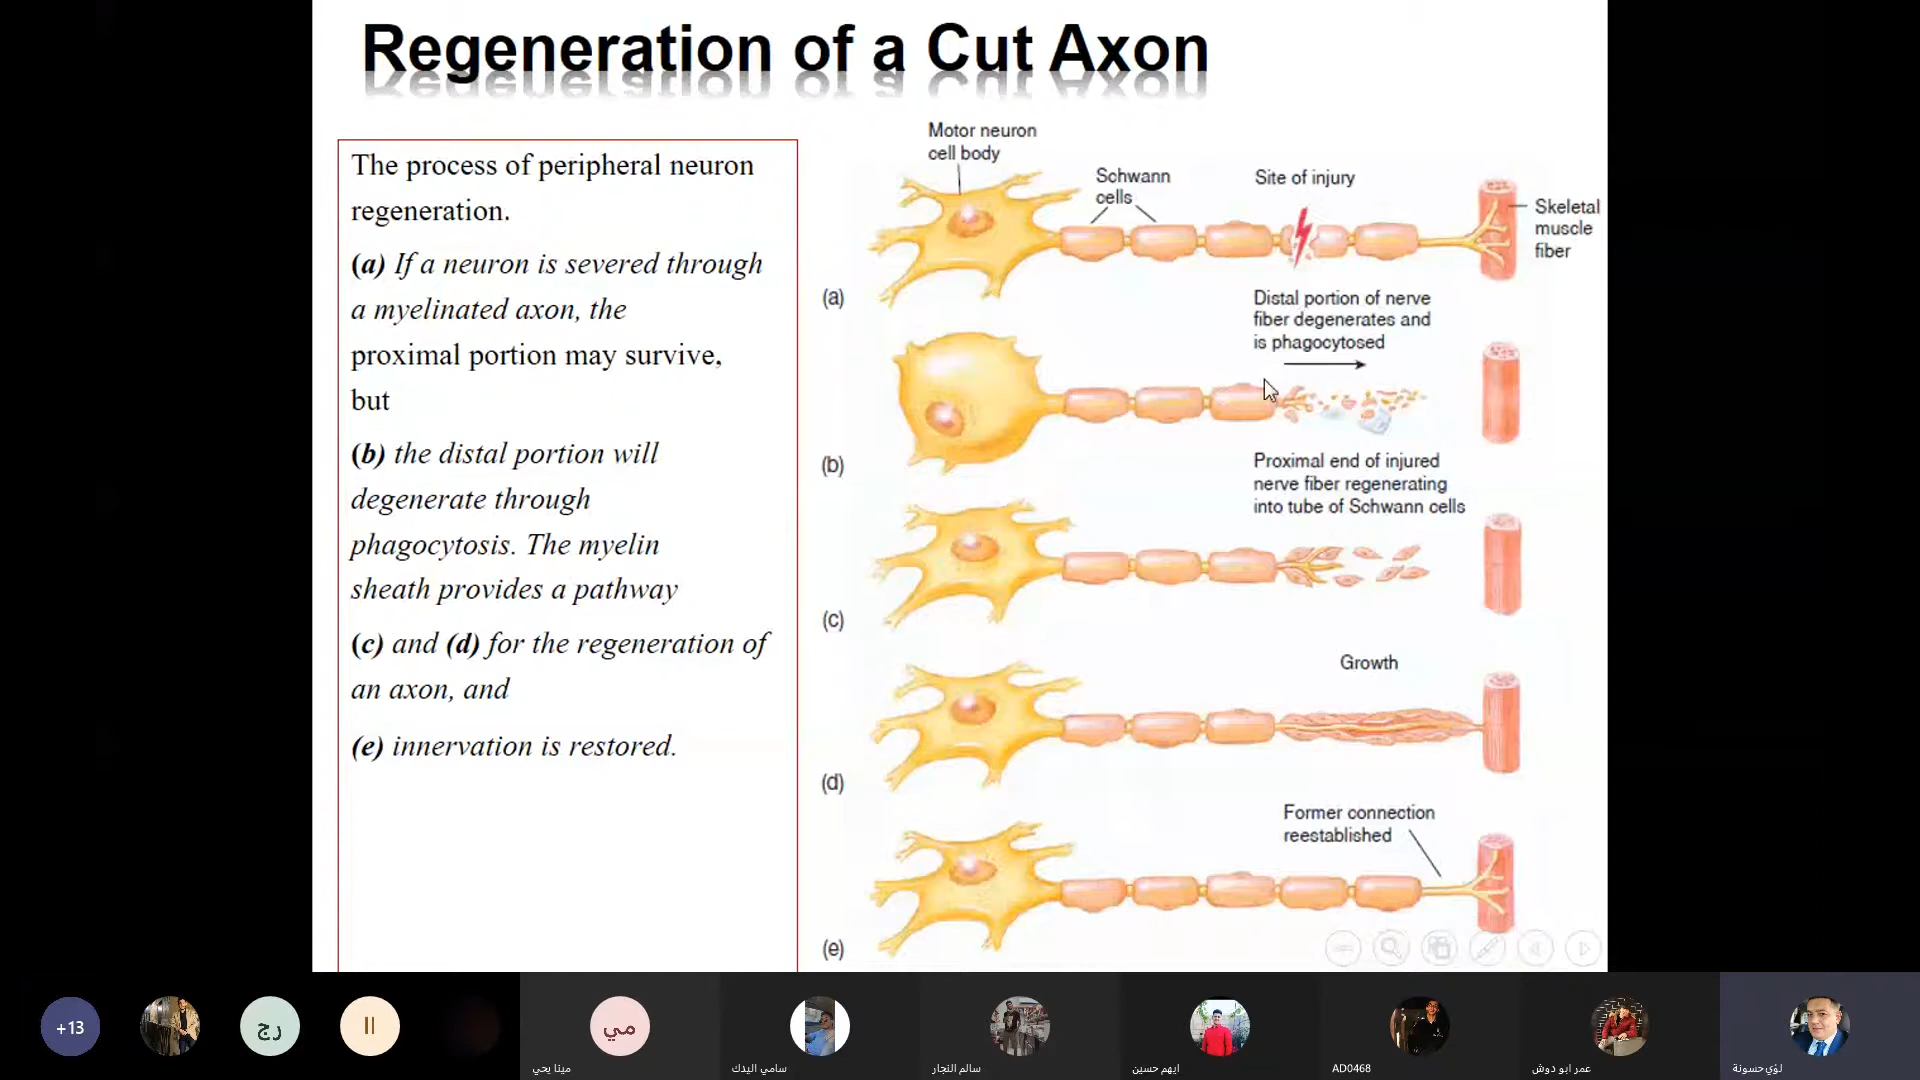 Regeneration of a Cut Axon
The process of peripheral neuron
regeneration.
(a) If a neuron is severed through
a myelinated axon, the
proximal portion may survive,
but
(b) the distal portion will
degenerate through
phagocytosis. The myelin
sheath provides a pathway
(c) and (d) for the regeneration of
an axon, and
(e) innervation is restored.
Motor neuron
cell body
Schwann
cells
Site of injury
Skeletal
muscle
fiber
(a)
Distal portion of nerve
fiber degenerates and
is phagocytosed
(b)
Proximal end of injured
nerve fiber regenerating
into tube of Schwann cells
(c)
Growth
(d)
Former connection
reestablished
(e)
+13
رج
اا
مي
مينا يحي
سامي اليدك
سالم النجار
ايهم حسين
AD0468
عمر ابو دوش
لؤي حسونة